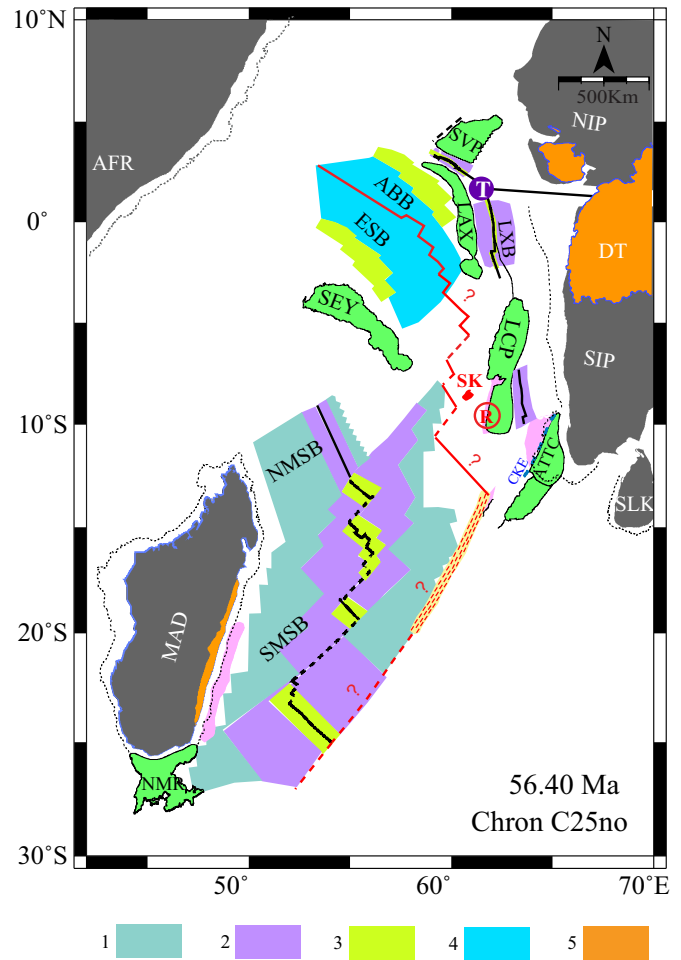 10˚N
N
500Km
NIP
SVP
AFR
T
ABB
LAX
LXB
0˚
ESB
DT
?
SEY
LCP
SIP
SK
R
10˚S
?
NMSB
CKE
ATTC
SLK
?
MAD
20˚S
SMSB
?
NMR
56.40 Ma
Chron C25no
30˚S
50˚
60˚
70˚E
1
2
3
4
5